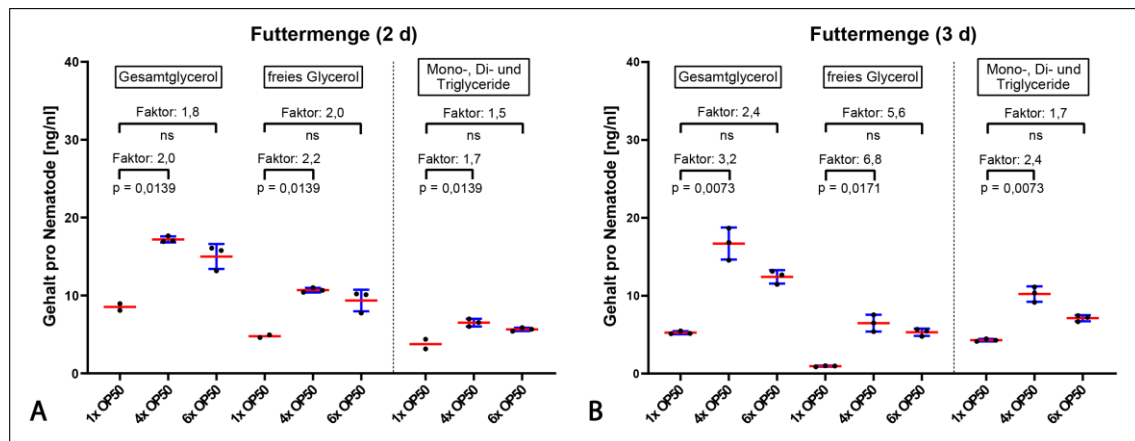 Futtermenge (2 d)
Gehalt pro Nematode [ng/nl]
40
30
20
10
0
Gesamtglycerol
freies Glycerol
Mono-, Di- und
Triglyceride
Faktor: 1,8
Faktor: 2,0
Faktor: 1,5
ns
ns
ns
Faktor: 2,0
Faktor: 2,2
Faktor: 1,7
p = 0,0139
p = 0,0139
p = 0,0139
1x OP50
4x OP50
6x OP50
1x OP50
4x OP50
6x OP50
1x OP50
4x OP50
6x OP50
A
Futtermenge (3 d)
Gehalt pro Nematode [ng/nl]
40
30
20
10
0
Gesamtglycerol
freies Glycerol
Mono-, Di- und
Triglyceride
Faktor: 2,4
Faktor: 5,6
Faktor: 1,7
ns
ns
ns
Faktor: 3,2
Faktor: 6,8
Faktor: 2,4
p = 0,0073
p = 0,0171
p = 0,0073
1x OP50
4x OP50
6x OP50
1x OP50
4x OP50
6x OP50
1x OP50
4x OP50
6x OP50
B